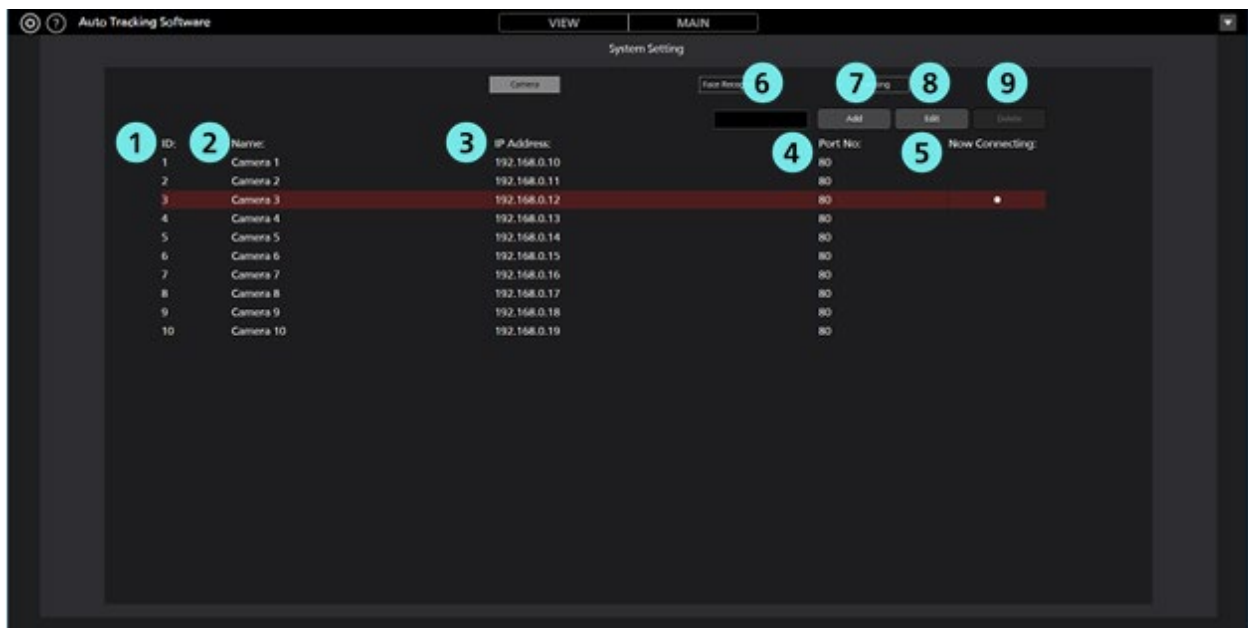 Auto Tracking Software VIEW MAIN
System Setting
Camera Face Recog ing
6 7 8 9
Add Edit Delete
1 ID: 2 Name: 3 IP Address: 4 Port No: 5 Now Connecting:
1 Camera 1 192.168.0.10 80
2 Camera 2 192.168.0.11 80
3 Camera 3 192.168.0.12 80
4 Camera 4 192.168.0.13 80
5 Camera 5 192.168.0.14 80
6 Camera 6 192.168.0.15 80
7 Camera 7 192.168.0.16 80
8 Camera 8 192.168.0.17 80
9 Camera 9 192.168.0.18 80
10 Camera 10 192.168.0.19 80